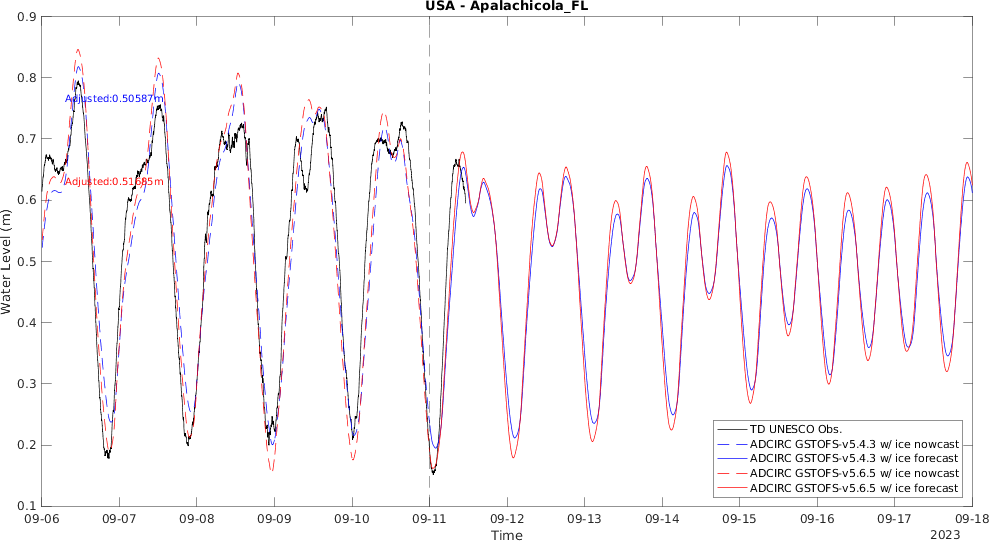 USA - Apalachicola_FL
0.9
0.8
Adjusted:0.50587m
0.7
Adjusted:0.51685m
0.6
0.5
Water Level (m)
0.4
0.3
0.2
0.1
TD UNESCO Obs.
ADCIRC GSTOFS-v5.4.3 w/ ice nowcast
ADCIRC GSTOFS-v5.4.3 w/ ice forecast
ADCIRC GSTOFS-v5.6.5 w/ ice nowcast
ADCIRC GSTOFS-v5.6.5 w/ ice forecast
09-06 09-07 09-08 09-09 09-10 09-11 09-12 09-13 09-14 09-15 09-16 09-17 09-18
Time
2023